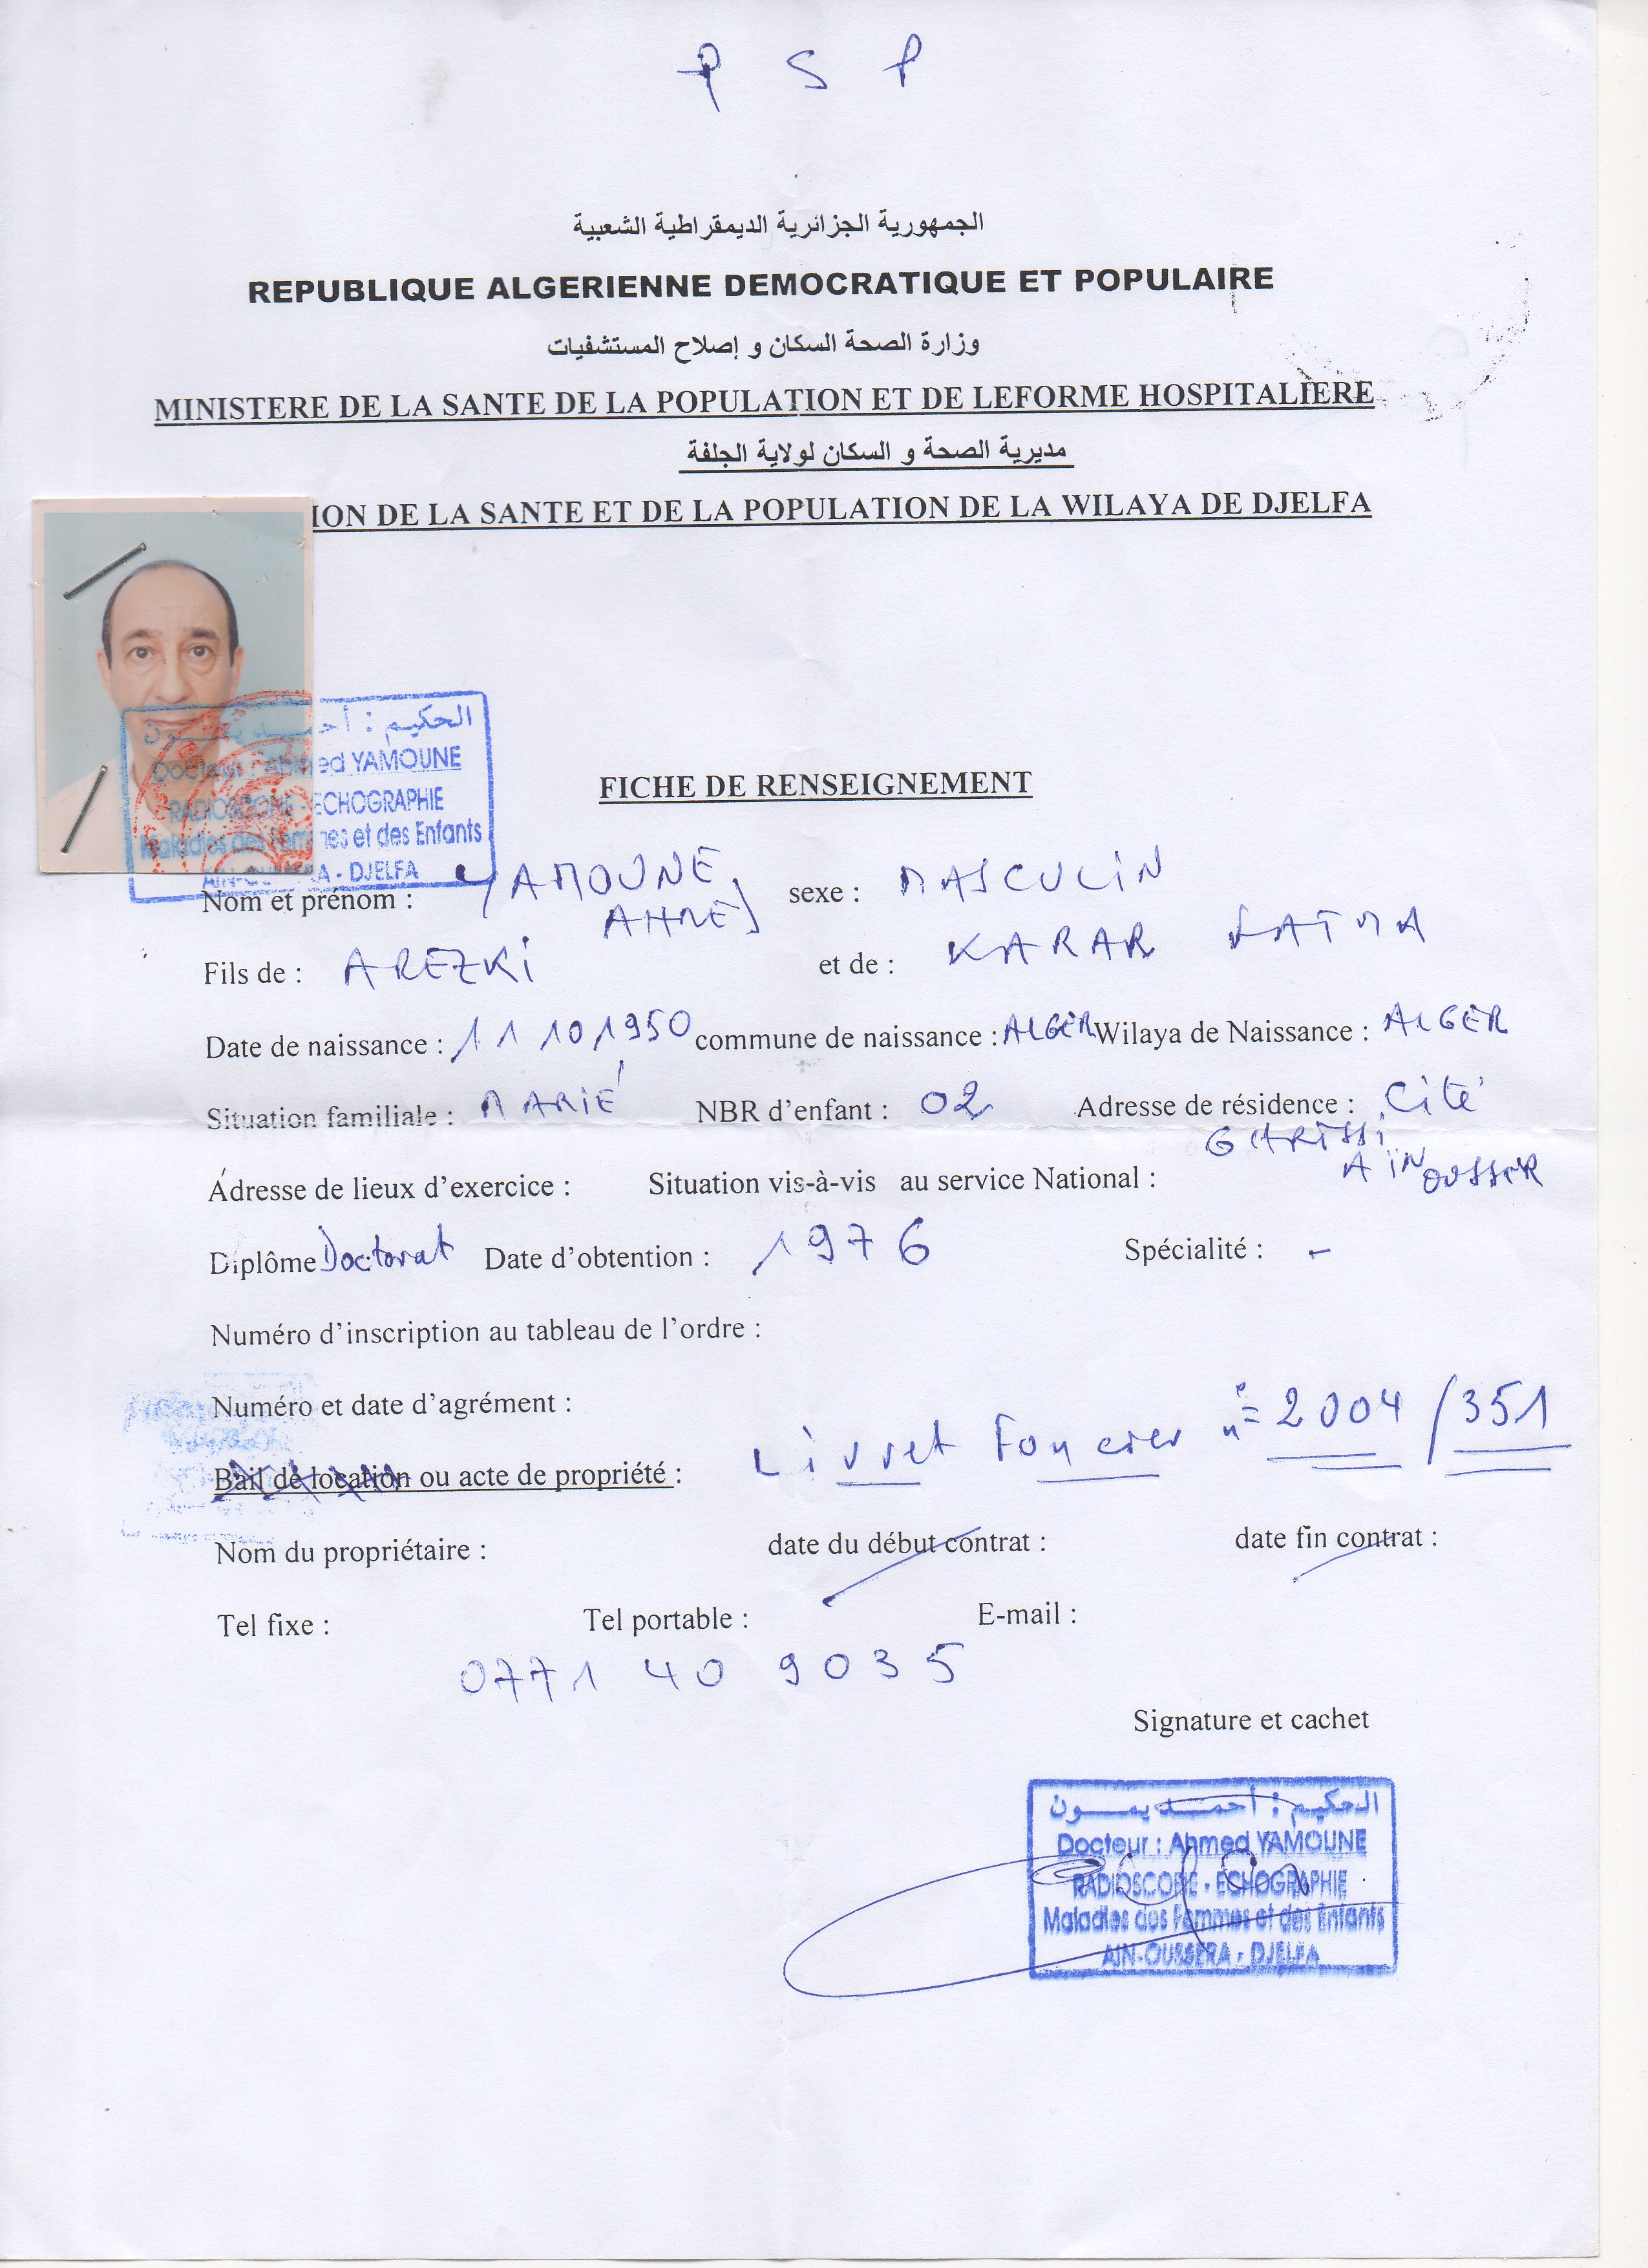 P S P
الجمهورية الجزائرية الديمقراطية الشعبية
REPUBLIQUE ALGERIENNE DEMOCRATIQUE ET POPULAIRE
وزارة الصحة السكان و إصلاح المستشفيات
MINISTERE DE LA SANTE DE LA POPULATION ET DE LEFORME HOSPITALIERE
مديرية الصحة و السكان لولاية الجلفة
ION DE LA SANTE ET DE LA POPULATION DE LA WILAYA DE DJELFA
الحكيم : أحمد يمون
Docteur : Ahmed YAMOUNE
RADIOSCOPIE - ECHOGRAPHIE
Maladies des Femmes et des Enfants
AIN-OUSSERA - DJELFA
FICHE DE RENSEIGNEMENT
Nom et prénom : YAMOUNE AHMED sexe : MASCULIN
Fils de : AREZKI et de : KARAR FATMA
Date de naissance : 11 10 1950 commune de naissance : ALGER Wilaya de Naissance : ALGER
Situation familiale : MARIÉ NBR d'enfant : 02 Adresse de résidence : Cité
AIN OUSSER
Adresse de lieux d'exercice : Situation vis-à-vis au service National :
Diplôme Doctorat Date d'obtention : 1976 Spécialité : -
Numéro d'inscription au tableau de l'ordre :
Numéro et date d'agrément :
Bail de location ou acte de propriété : Livret Foncier n° 2004 / 351
Nom du propriétaire : date du début contrat : date fin contrat :
Tel fixe : Tel portable : E-mail :
0771 40 9035
Signature et cachet
الحكيم : أحمد يمون
Docteur : Ahmed YAMOUNE
RADIOSCOPIE - ECHOGRAPHIE
Maladies des Femmes et des Enfants
AIN-OUSSERA - DJELFA